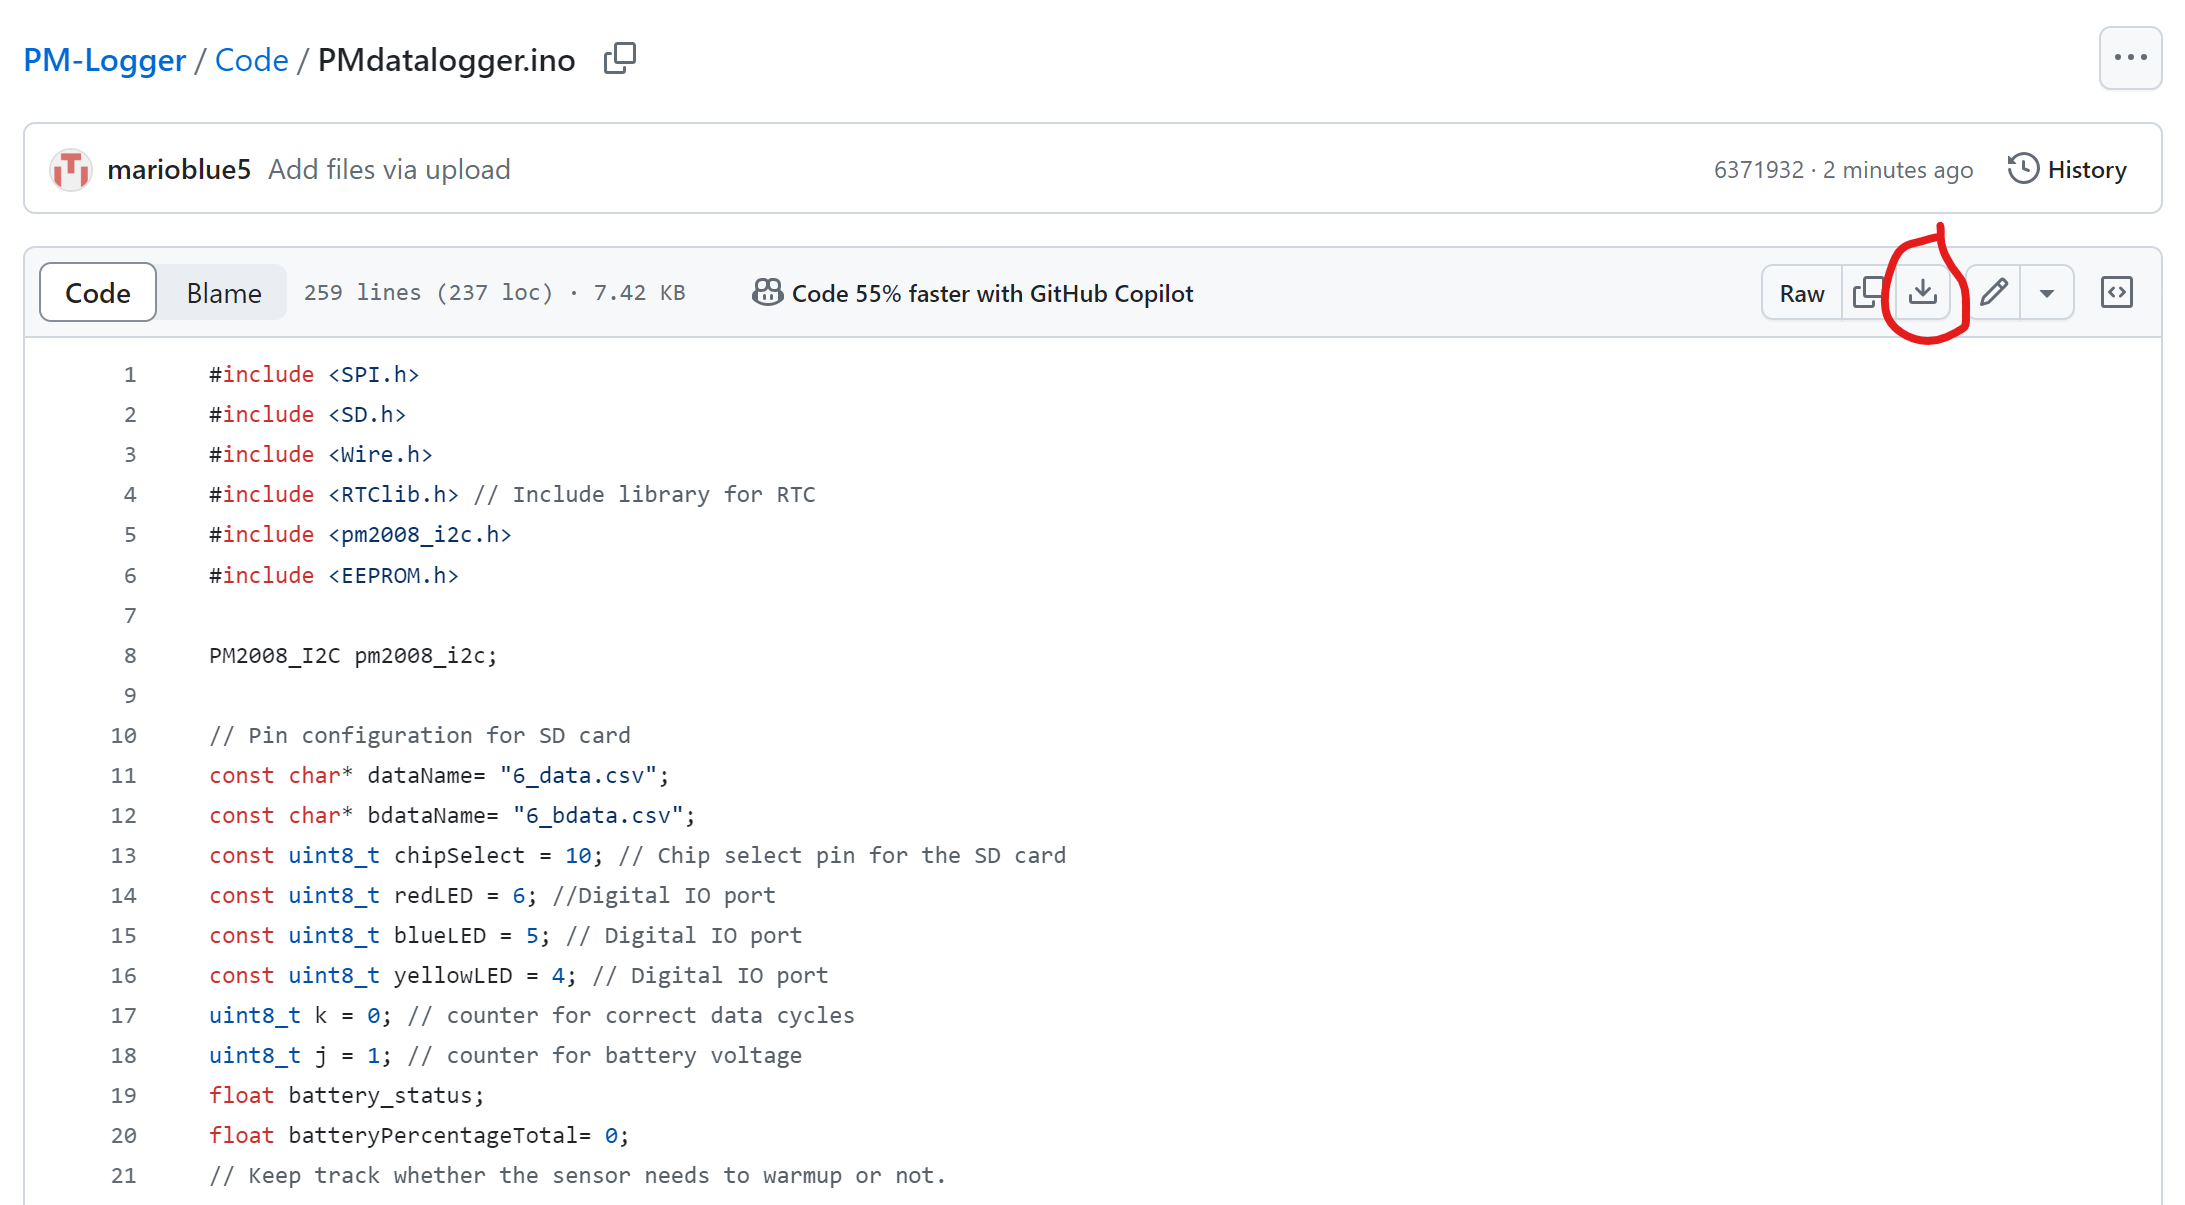 PM-Logger / Code / PMdatalogger.ino
marioblue5 Add files via upload 6371932 · 2 minutes ago History
Code Blame 259 lines (237 loc) · 7.42 KB Code 55% faster with GitHub Copilot Raw
1 #include <SPI.h>
2 #include <SD.h>
3 #include <Wire.h>
4 #include <RTClib.h> // Include library for RTC
5 #include <pm2008_i2c.h>
6 #include <EEPROM.h>
7
8 PM2008_I2C pm2008_i2c;
9
10 // Pin configuration for SD card
11 const char* dataName= "6_data.csv";
12 const char* bdataName= "6_bdata.csv";
13 const uint8_t chipSelect = 10; // Chip select pin for the SD card
14 const uint8_t redLED = 6; //Digital IO port
15 const uint8_t blueLED = 5; // Digital IO port
16 const uint8_t yellowLED = 4; // Digital IO port
17 uint8_t k = 0; // counter for correct data cycles
18 uint8_t j = 1; // counter for battery voltage
19 float battery_status;
20 float batteryPercentageTotal= 0;
21 // Keep track whether the sensor needs to warmup or not.